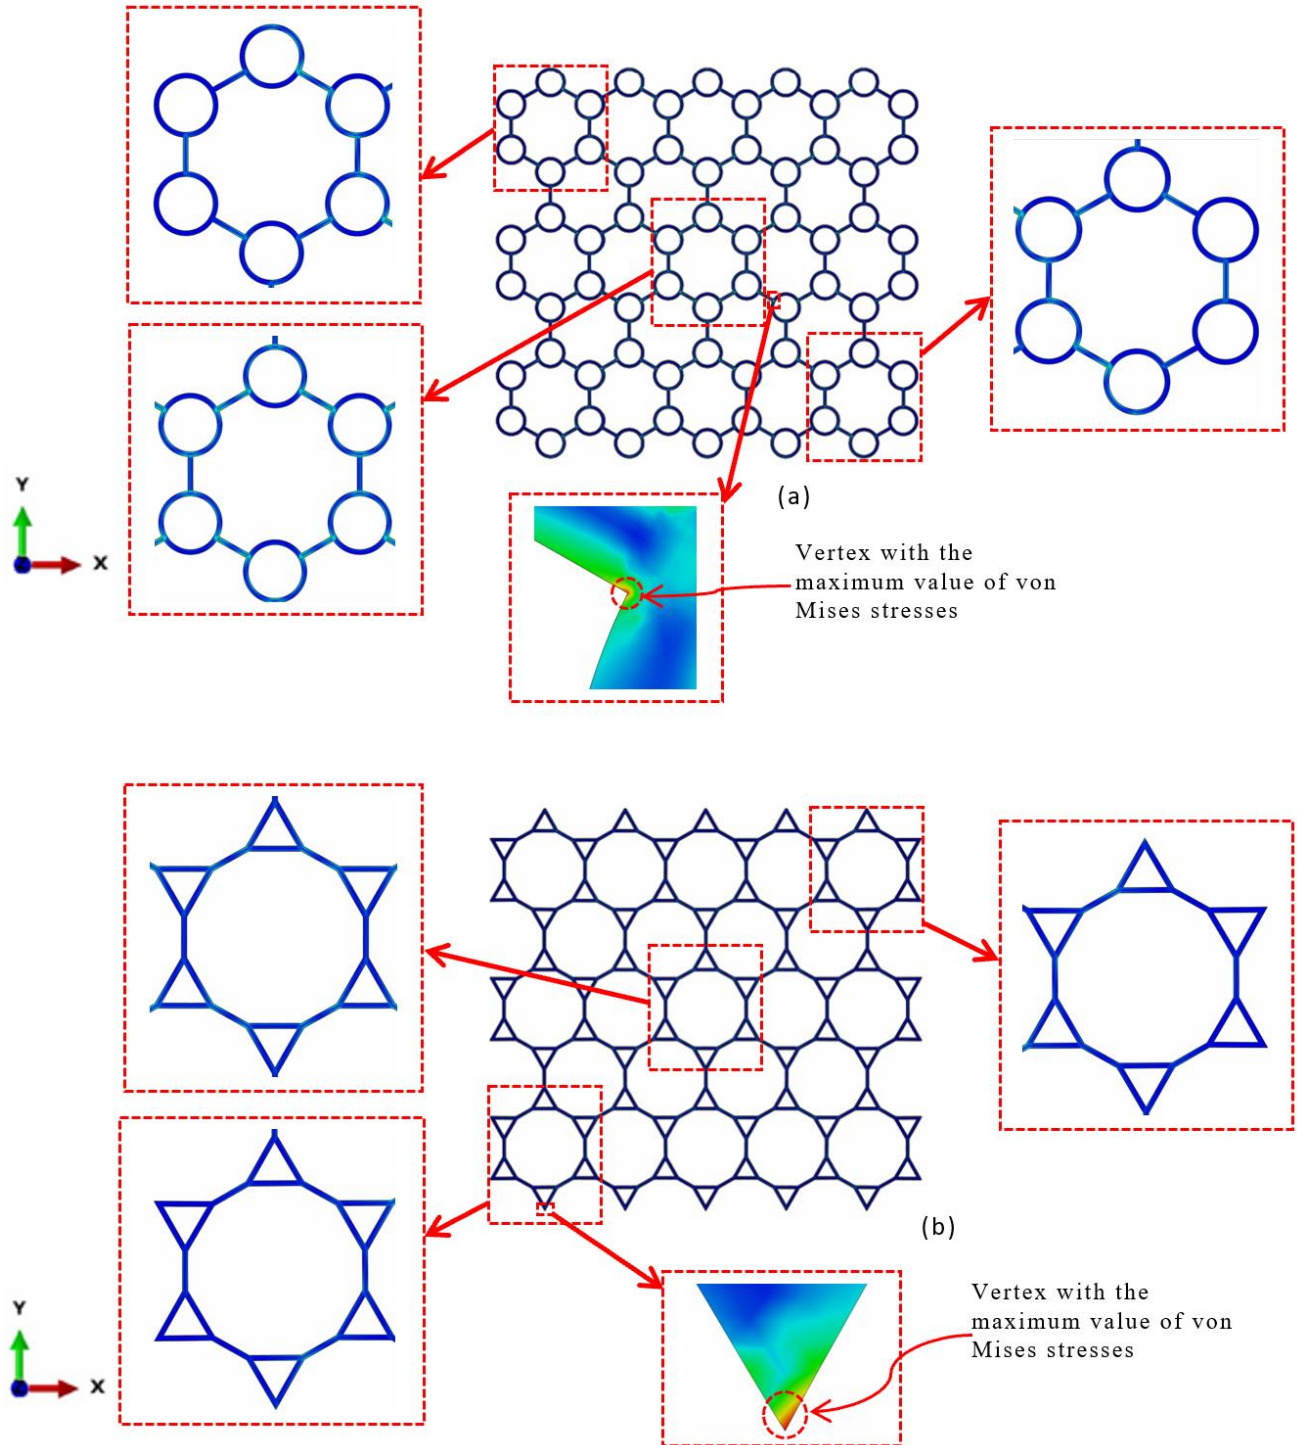 (a)
Y
X
Vertex with the
maximum value of von
Mises stresses
(b)
Vertex with the
maximum value of von
Mises stresses
Y
X